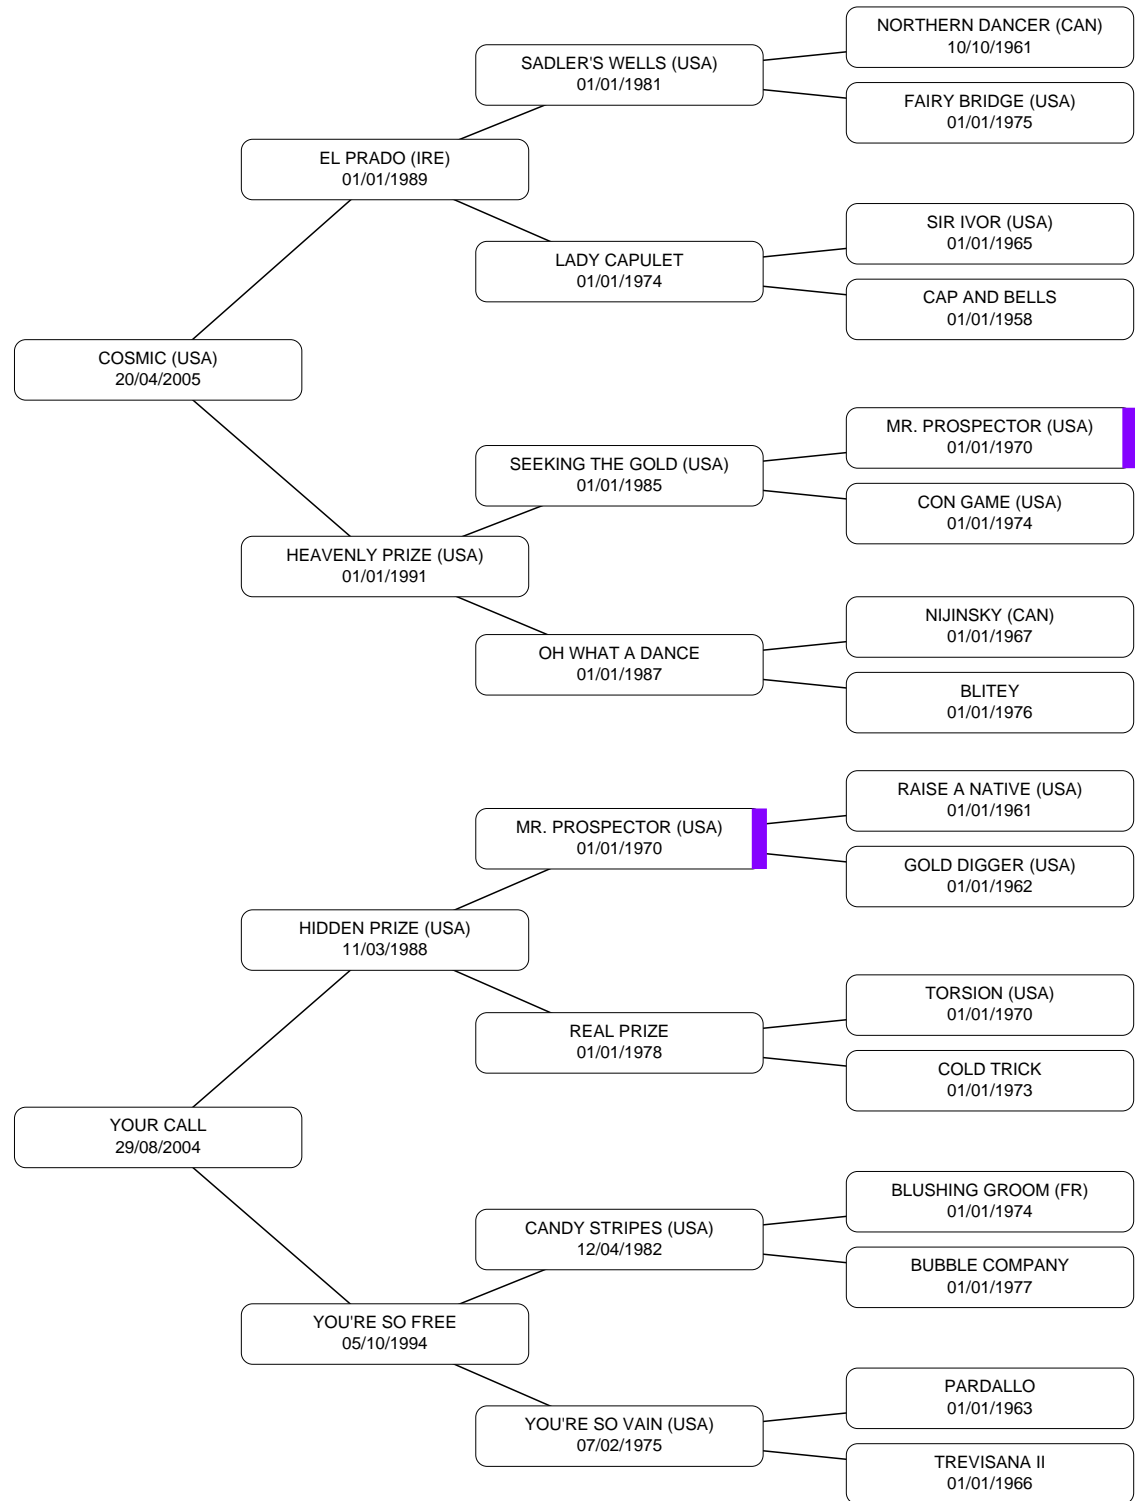 NORTHERN DANCER (CAN)
10/10/1961
SADLER'S WELLS (USA)
01/01/1981
FAIRY BRIDGE (USA)
01/01/1975
EL PRADO (IRE)
01/01/1989
SIR IVOR (USA)
01/01/1965
LADY CAPULET
01/01/1974
CAP AND BELLS
01/01/1958
COSMIC (USA)
20/04/2005
MR. PROSPECTOR (USA)
01/01/1970
SEEKING THE GOLD (USA)
01/01/1985
CON GAME (USA)
01/01/1974
HEAVENLY PRIZE (USA)
01/01/1991
NIJINSKY (CAN)
01/01/1967
OH WHAT A DANCE
01/01/1987
BLITEY
01/01/1976
RAISE A NATIVE (USA)
01/01/1961
MR. PROSPECTOR (USA)
01/01/1970
GOLD DIGGER (USA)
01/01/1962
HIDDEN PRIZE (USA)
11/03/1988
TORSION (USA)
01/01/1970
REAL PRIZE
01/01/1978
COLD TRICK
01/01/1973
YOUR CALL
29/08/2004
BLUSHING GROOM (FR)
01/01/1974
CANDY STRIPES (USA)
12/04/1982
BUBBLE COMPANY
01/01/1977
YOU'RE SO FREE
05/10/1994
PARDALLO
01/01/1963
YOU'RE SO VAIN (USA)
07/02/1975
TREVISANA II
01/01/1966